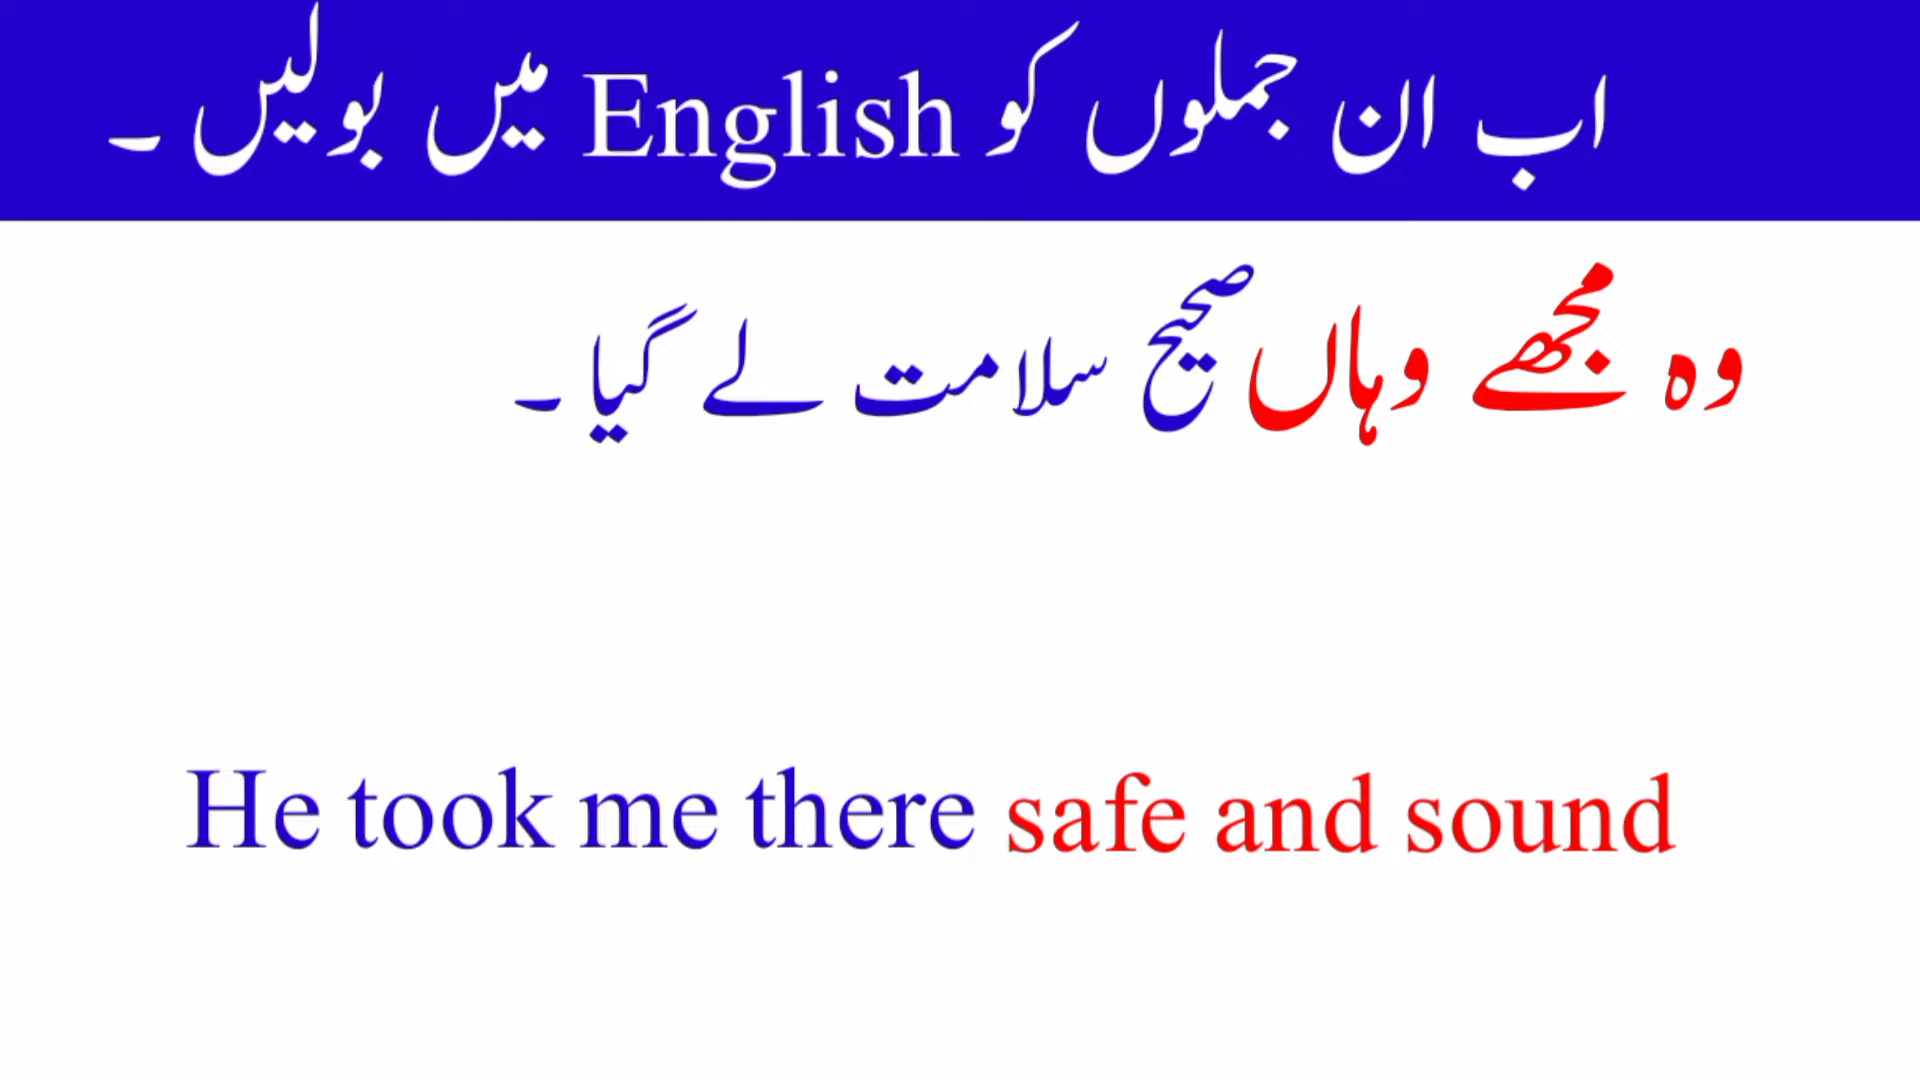 اب ان جملوں کو English میں بولیں ۔
وہ مجھے وہاں صحیح سلامت لے گیا ۔
He took me there safe and sound